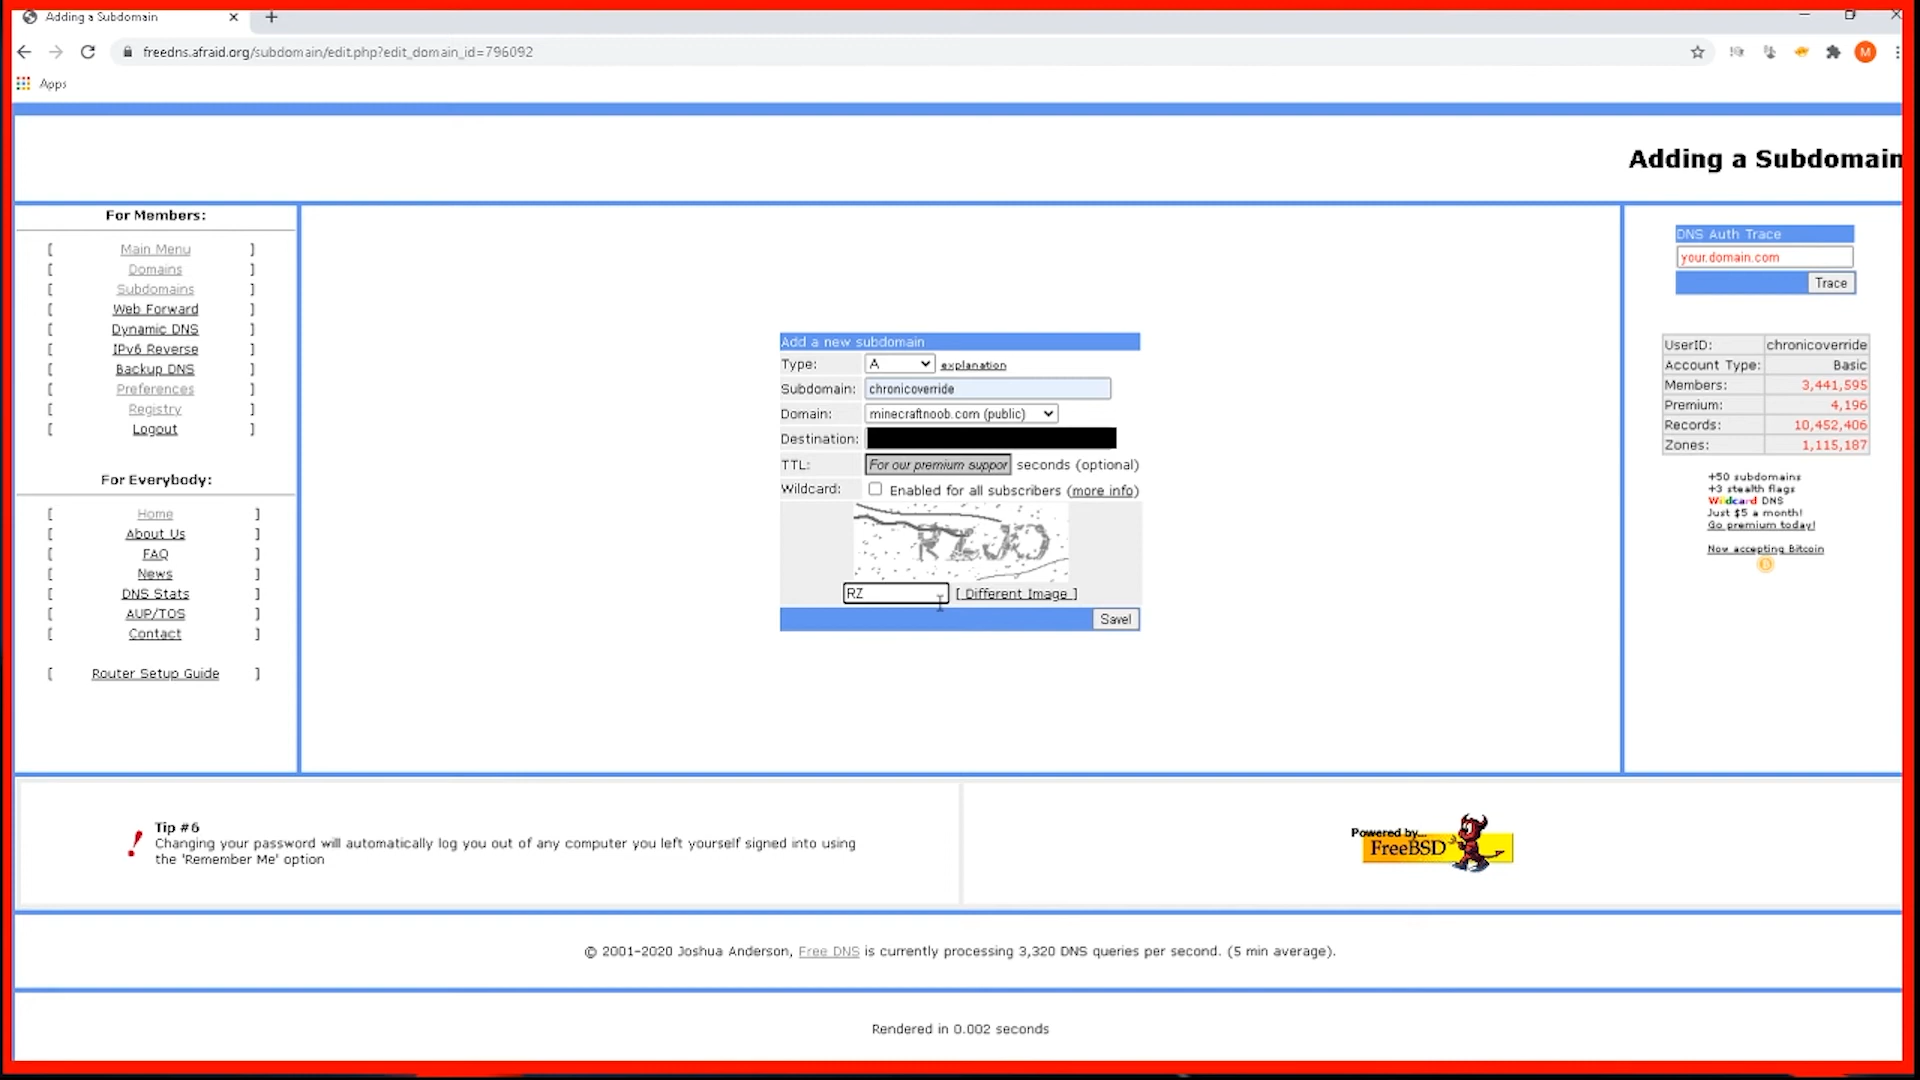 Adding a Subdomain
freedns.afraid.org/subdomain/edit.php?edit_domain_id=796092
M
Apps
Adding a Subdomain
For Members:
[ Main Menu ]
[ Domains ]
[ Subdomains ]
[ Web Forward ]
[ Dynamic DNS ]
[ IPv6 Reverse ]
[ Backup DNS ]
[ Preferences ]
[ Registry ]
[ Logout ]
For Everybody:
[ Home ]
[ About Us ]
[ FAQ ]
[ News ]
[ DNS Stats ]
[ AUP/TOS ]
[ Contact ]
[ Router Setup Guide ]
Add a new subdomain
Type: A explanation
Subdomain: chronicoverride
Domain: minecraftnoob.com (public)
Destination:
TTL: For our premium suppor seconds (optional)
Wildcard: Enabled for all subscribers (more info)
RZ [ Different Image ]
Save!
DNS Auth Trace
your.domain.com
Trace
UserID: chronicoverride
Account Type: Basic
Members: 3,441,595
Premium: 4,196
Records: 10,452,406
Zones: 1,115,187
+50 subdomains
+3 stealth flags
Wildcard DNS
Just $5 a month!
Go premium today!
Now accepting Bitcoin
Tip #6
Changing your password will automatically log you out of any computer you left yourself signed into using
the 'Remember Me' option
Powered by...
FreeBSD
© 2001-2020 Joshua Anderson, Free DNS is currently processing 3,320 DNS queries per second. (5 min average).
Rendered in 0.002 seconds